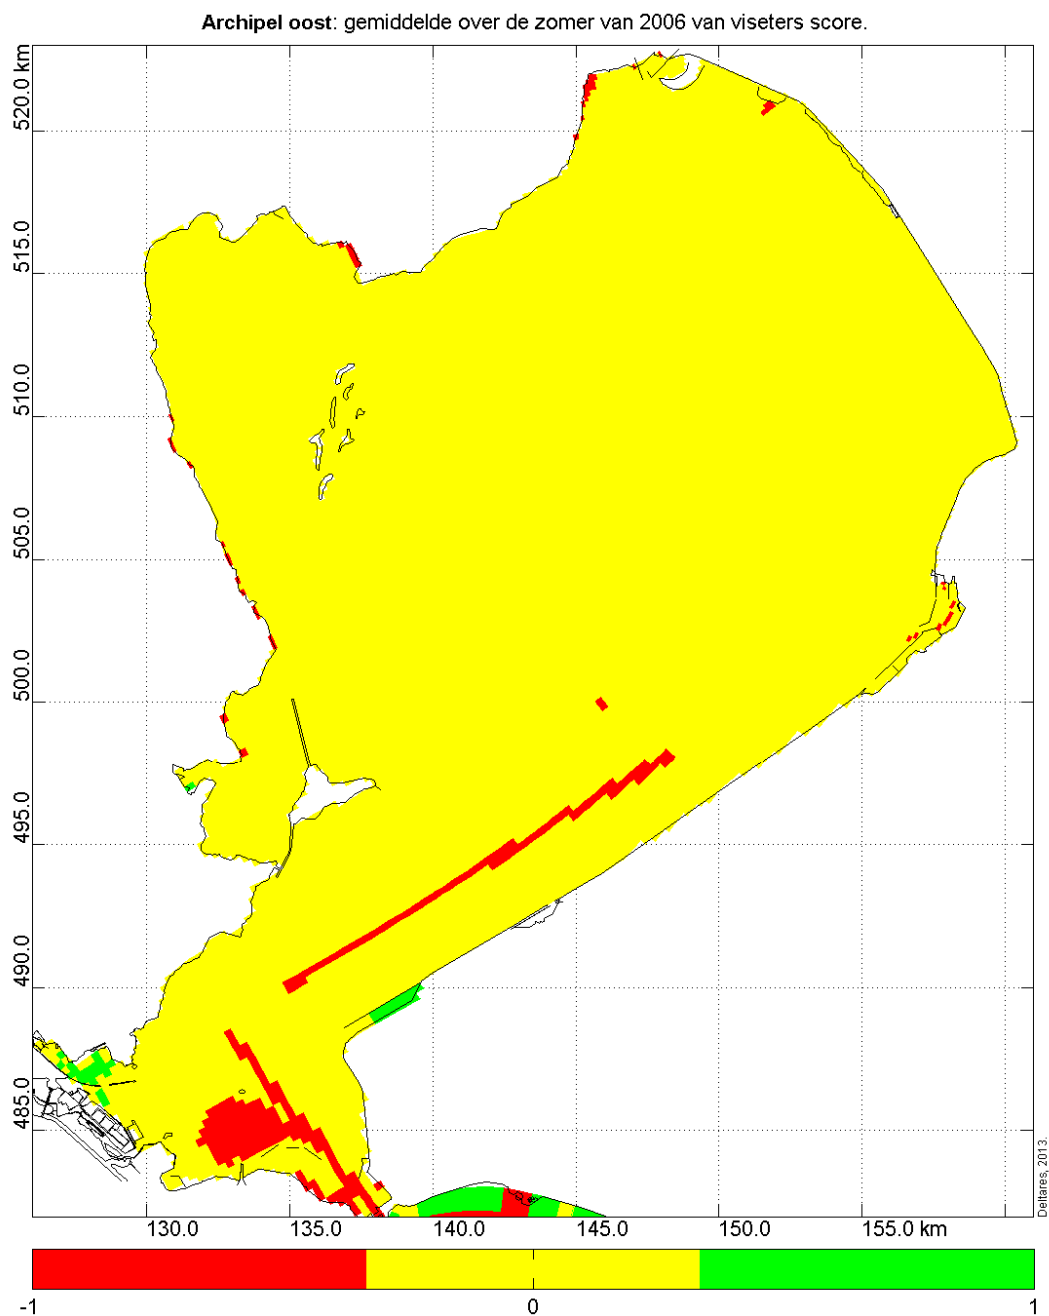 Archipel oost: gemiddelde over de zomer van 2006 van viseters score.
520.0 km
515.0
510.0
505.0
500.0
495.0
490.0
485.0
130.0 135.0 140.0 145.0 150.0 155.0 km
Deltares, 2013.
-1 0 1